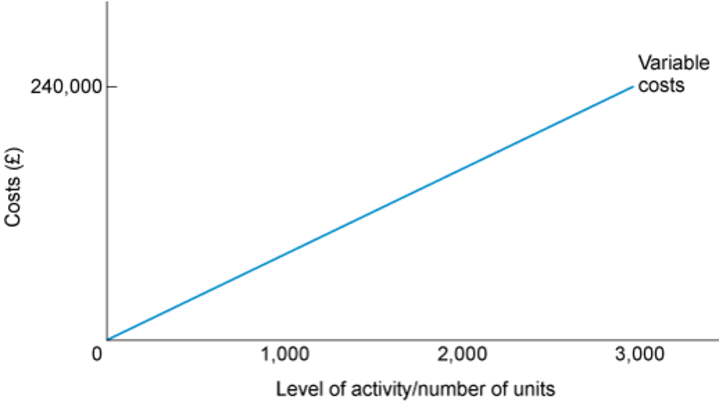 Variable
costs
240,000
Costs (£)
0
1,000
2,000
3,000
Level of activity/number of units